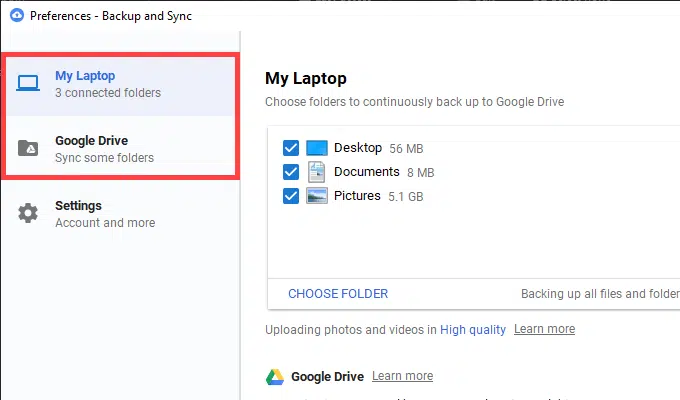 Preferences - Backup and Sync
My Laptop
3 connected folders
Google Drive
Sync some folders
Settings
Account and more
My Laptop
Choose folders to continuously back up to Google Drive
Desktop 56 MB
Documents 8 MB
Pictures 5.1 GB
CHOOSE FOLDER Backing up all files and folder
Uploading photos and videos in High quality Learn more
Google Drive Learn more